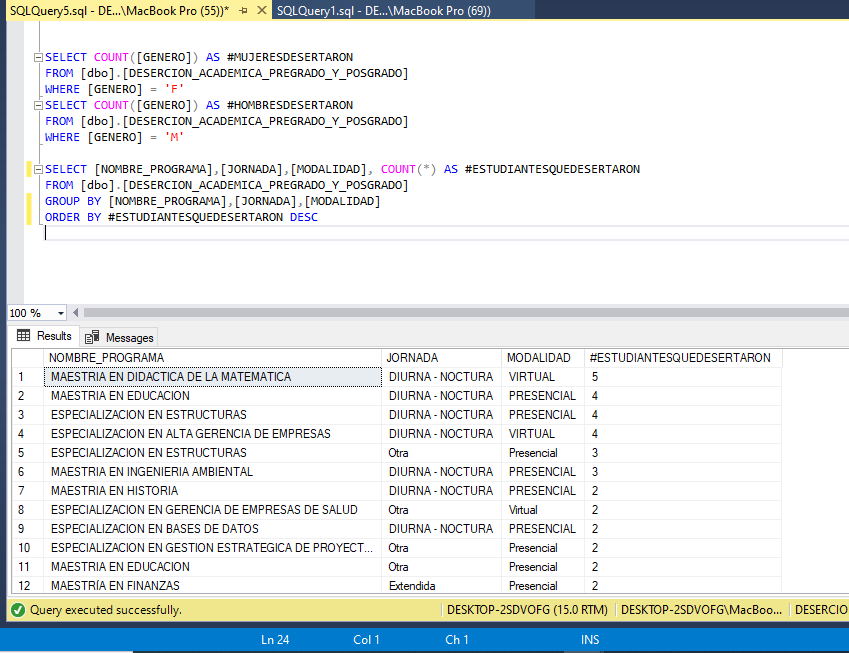 SQLQuery5.sql - DE...\MacBook Pro (55))* SQLQuery1.sql - DE...\MacBook Pro (69))
SELECT COUNT([GENERO]) AS #MUJERESDESERTARON
FROM [dbo].[DESERCION_ACADEMICA_PREGRADO_Y_POSGRADO]
WHERE [GENERO] = 'F'
SELECT COUNT([GENERO]) AS #HOMBRESDESERTARON
FROM [dbo].[DESERCION_ACADEMICA_PREGRADO_Y_POSGRADO]
WHERE [GENERO] = 'M'
SELECT [NOMBRE_PROGRAMA],[JORNADA],[MODALIDAD], COUNT(*) AS #ESTUDIANTESQUEDESERTARON
FROM [dbo].[DESERCION_ACADEMICA_PREGRADO_Y_POSGRADO]
GROUP BY [NOMBRE_PROGRAMA],[JORNADA],[MODALIDAD]
ORDER BY #ESTUDIANTESQUEDESERTARON DESC
100 %
Results Messages
NOMBRE_PROGRAMA JORNADA MODALIDAD #ESTUDIANTESQUEDESERTARON
1 MAESTRIA EN DIDACTICA DE LA MATEMATICA DIURNA - NOCTURA VIRTUAL 5
2 MAESTRIA EN EDUCACION DIURNA - NOCTURA PRESENCIAL 4
3 ESPECIALIZACION EN ESTRUCTURAS DIURNA - NOCTURA PRESENCIAL 4
4 ESPECIALIZACION EN ALTA GERENCIA DE EMPRESAS DIURNA - NOCTURA VIRTUAL 4
5 ESPECIALIZACION EN ESTRUCTURAS Otra Presencial 3
6 MAESTRIA EN INGENIERIA AMBIENTAL DIURNA - NOCTURA PRESENCIAL 3
7 MAESTRIA EN HISTORIA DIURNA - NOCTURA PRESENCIAL 2
8 ESPECIALIZACION EN GERENCIA DE EMPRESAS DE SALUD Otra Virtual 2
9 ESPECIALIZACION EN BASES DE DATOS DIURNA - NOCTURA PRESENCIAL 2
10 ESPECIALIZACION EN GESTION ESTRATEGICA DE PROYECT... Otra Presencial 2
11 MAESTRIA EN EDUCACION Otra Presencial 2
12 MAESTRÍA EN FINANZAS Extendida Presencial 2
Query executed successfully. DESKTOP-2SDVOFG (15.0 RTM) DESKTOP-2SDVOFG\MacBoo... DESERCIO
Ln 24 Col 1 Ch 1 INS